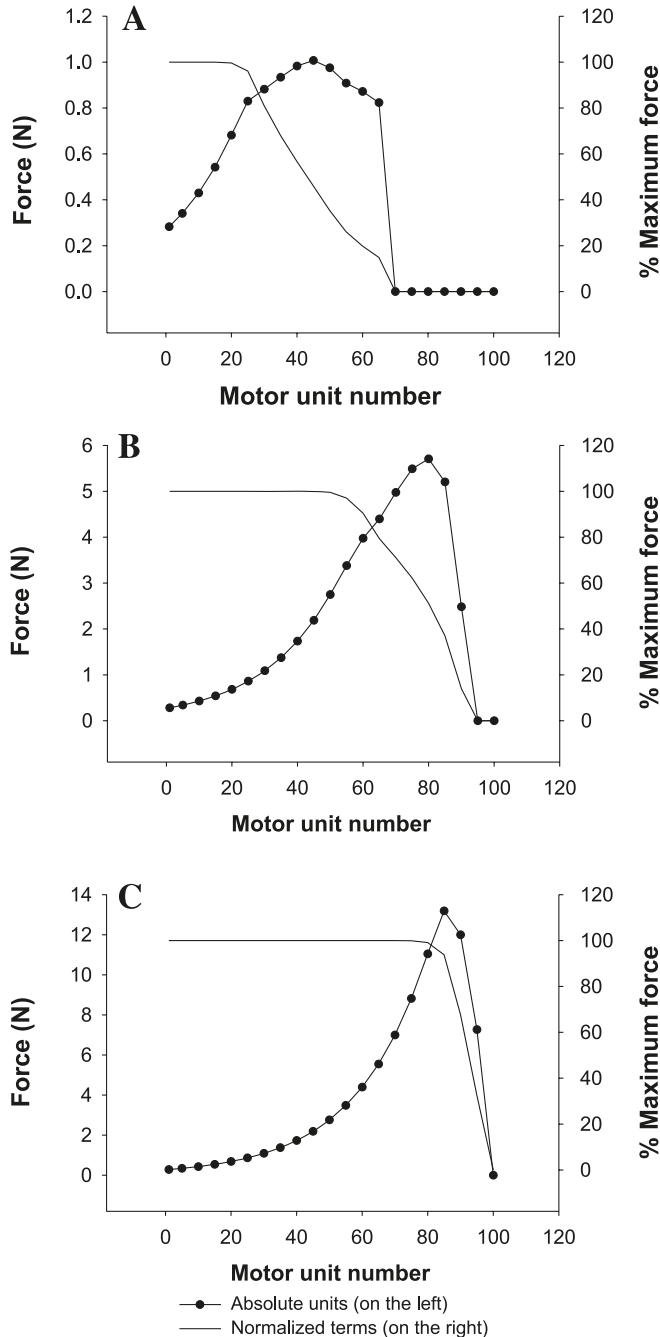 A
1.2
1.0
0.8
0.6
0.4
0.2
0.0
Force (N)
120
100
80
60
40
20
0
% Maximum force
0 20 40 60 80 100 120
Motor unit number
B
6
5
4
3
2
1
0
Force (N)
120
100
80
60
40
20
0
% Maximum force
0 20 40 60 80 100 120
Motor unit number
C
14
12
10
8
6
4
2
0
Force (N)
120
100
80
60
40
20
0
% Maximum force
0 20 40 60 80 100 120
Motor unit number
Absolute units (on the left)
Normalized terms (on the right)